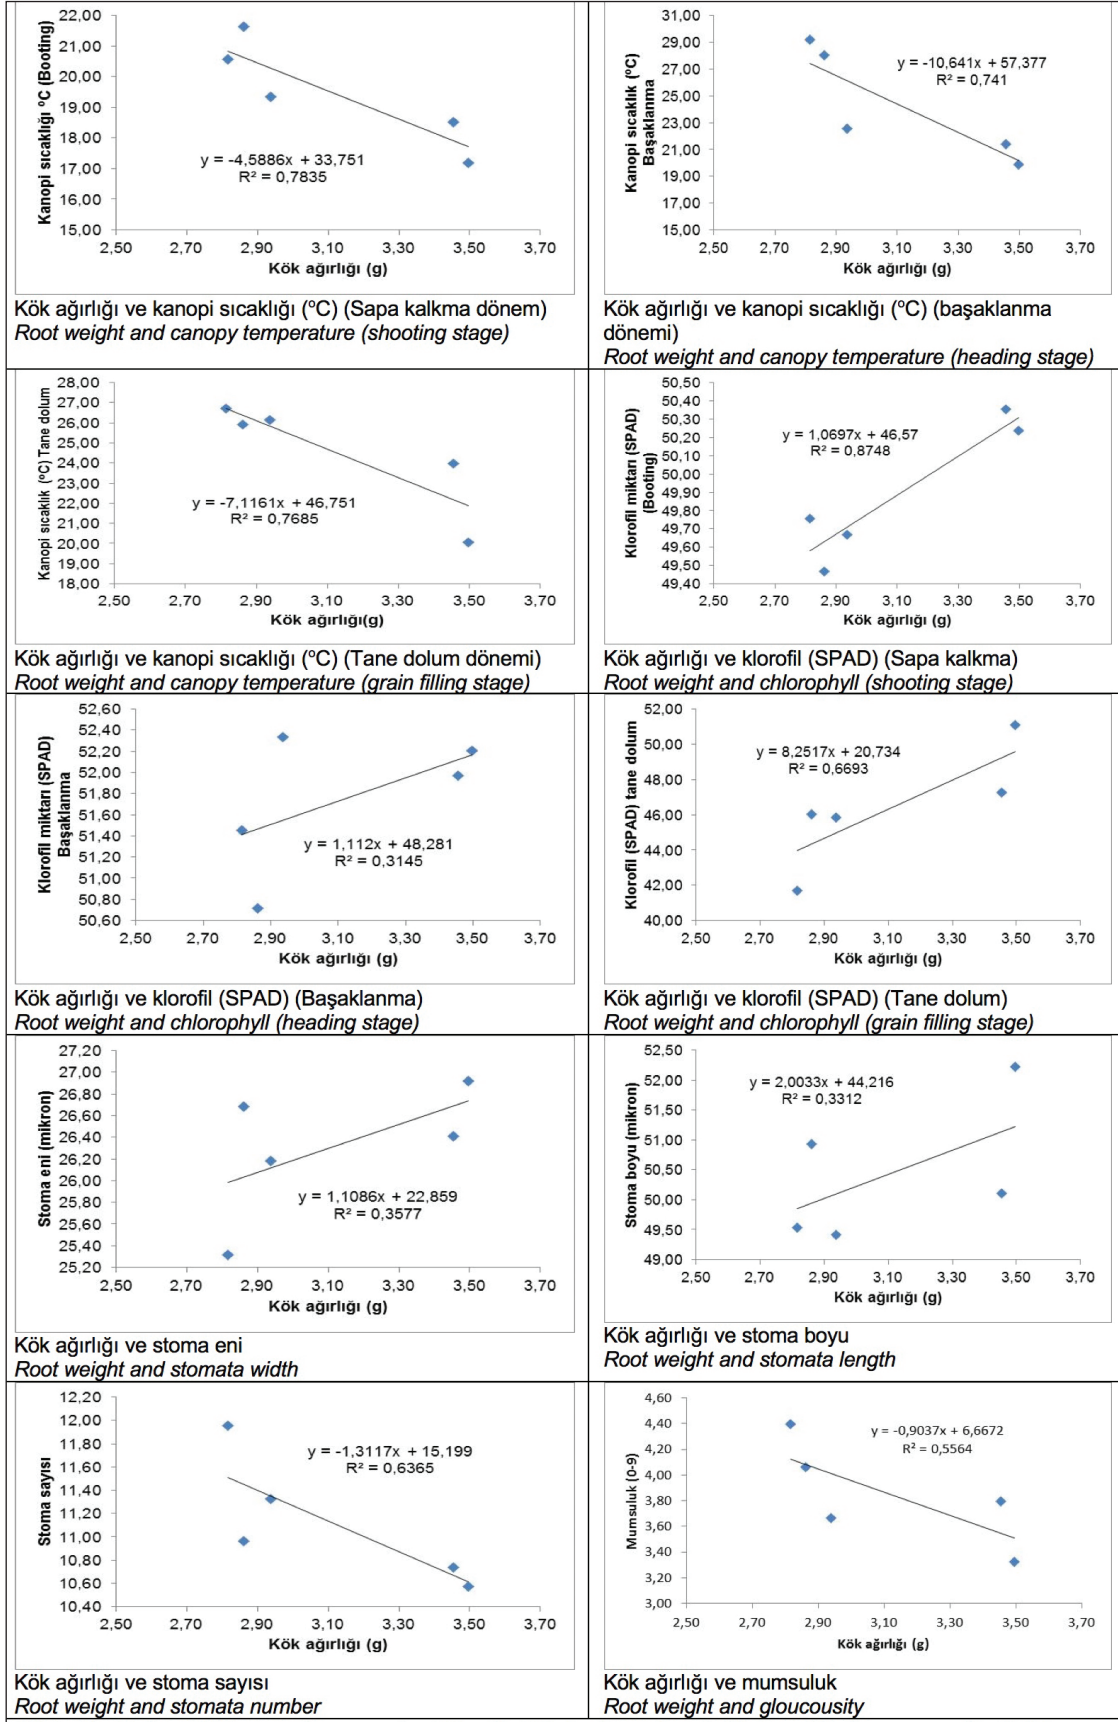 22,00
21,00
20,00
19,00
18,00
17,00
16,00
15,00
Kanopi sıcaklığı ºC (Booting)
y = -4,5886x + 33,751
R² = 0,7835
2,50 2,70 2,90 3,10 3,30 3,50 3,70
Kök ağırlığı (g)
Kök ağırlığı ve kanopi sıcaklığı (ºC) (Sapa kalkma dönem)
Root weight and canopy temperature (shooting stage)
31,00
29,00
27,00
25,00
23,00
21,00
19,00
17,00
15,00
Kanopi sıcaklık (ºC)
Başaklanma
y = -10,641x + 57,377
R² = 0,741
2,50 2,70 2,90 3,10 3,30 3,50 3,70
Kök ağırlığı (g)
Kök ağırlığı ve kanopi sıcaklığı (ºC) (başaklanma
dönemi)
Root weight and canopy temperature (heading stage)
28,00
27,00
26,00
25,00
24,00
23,00
22,00
21,00
20,00
19,00
18,00
Kanopi sıcaklık (ºC) Tane dolum
y = -7,1161x + 46,751
R² = 0,7685
2,50 2,70 2,90 3,10 3,30 3,50 3,70
Kök ağırlığı(g)
Kök ağırlığı ve kanopi sıcaklığı (ºC) (Tane dolum dönemi)
Root weight and canopy temperature (grain filling stage)
50,50
50,40
50,30
50,20
50,10
50,00
49,90
49,80
49,70
49,60
49,50
49,40
Klorofil miktarı (SPAD)
(Booting)
y = 1,0697x + 46,57
R² = 0,8748
2,50 2,70 2,90 3,10 3,30 3,50 3,70
Kök ağırlığı (g)
Kök ağırlığı ve klorofil (SPAD) (Sapa kalkma)
Root weight and chlorophyll (shooting stage)
52,60
52,40
52,20
52,00
51,80
51,60
51,40
51,20
51,00
50,80
50,60
Klorofil miktarı (SPAD)
Başaklanma
y = 1,112x + 48,281
R² = 0,3145
2,50 2,70 2,90 3,10 3,30 3,50 3,70
Kök ağırlığı (g)
Kök ağırlığı ve klorofil (SPAD) (Başaklanma)
Root weight and chlorophyll (heading stage)
52,00
50,00
48,00
46,00
44,00
42,00
40,00
Klorofil (SPAD) tane dolum
y = 8,2517x + 20,734
R² = 0,6693
2,50 2,70 2,90 3,10 3,30 3,50 3,70
Kök ağırlığı (g)
Kök ağırlığı ve klorofil (SPAD) (Tane dolum)
Root weight and chlorophyll (grain filling stage)
27,20
26,80
26,40
26,00
25,80
25,60
25,40
25,20
Stoma eni (mikron)
y = 1,1086x + 22,859
R² = 0,3577
2,50 2,70 2,90 3,10 3,30 3,50 3,70
Kök ağırlığı (g)
Kök ağırlığı ve stoma eni
Root weight and stomata width
52,50
52,00
51,50
51,00
50,50
50,00
49,50
49,00
Stoma boyu (mikron)
y = 2,0033x + 44,216
R² = 0,3312
2,50 2,70 2,90 3,10 3,30 3,50 3,70
Kök ağırlığı (g)
Kök ağırlığı ve stoma boyu
Root weight and stomata length
12,20
12,00
11,80
11,60
11,40
11,20
11,00
10,80
10,60
10,40
Stoma sayısı
y = -1,3117x + 15,199
R² = 0,6365
2,50 2,70 2,90 3,10 3,30 3,50 3,70
Kök ağırlığı (g)
Kök ağırlığı ve stoma sayısı
Root weight and stomata number
4,60
4,40
4,20
4,00
3,80
3,60
3,40
3,20
3,00
Mumsuluk (0-9)
y = -0,9037x + 6,6672
R² = 0,5564
2,50 2,70 2,90 3,10 3,30 3,50 3,70
Kök ağırlığı (g)
Kök ağırlığı ve mumsuluk
Root weight and gloucousity